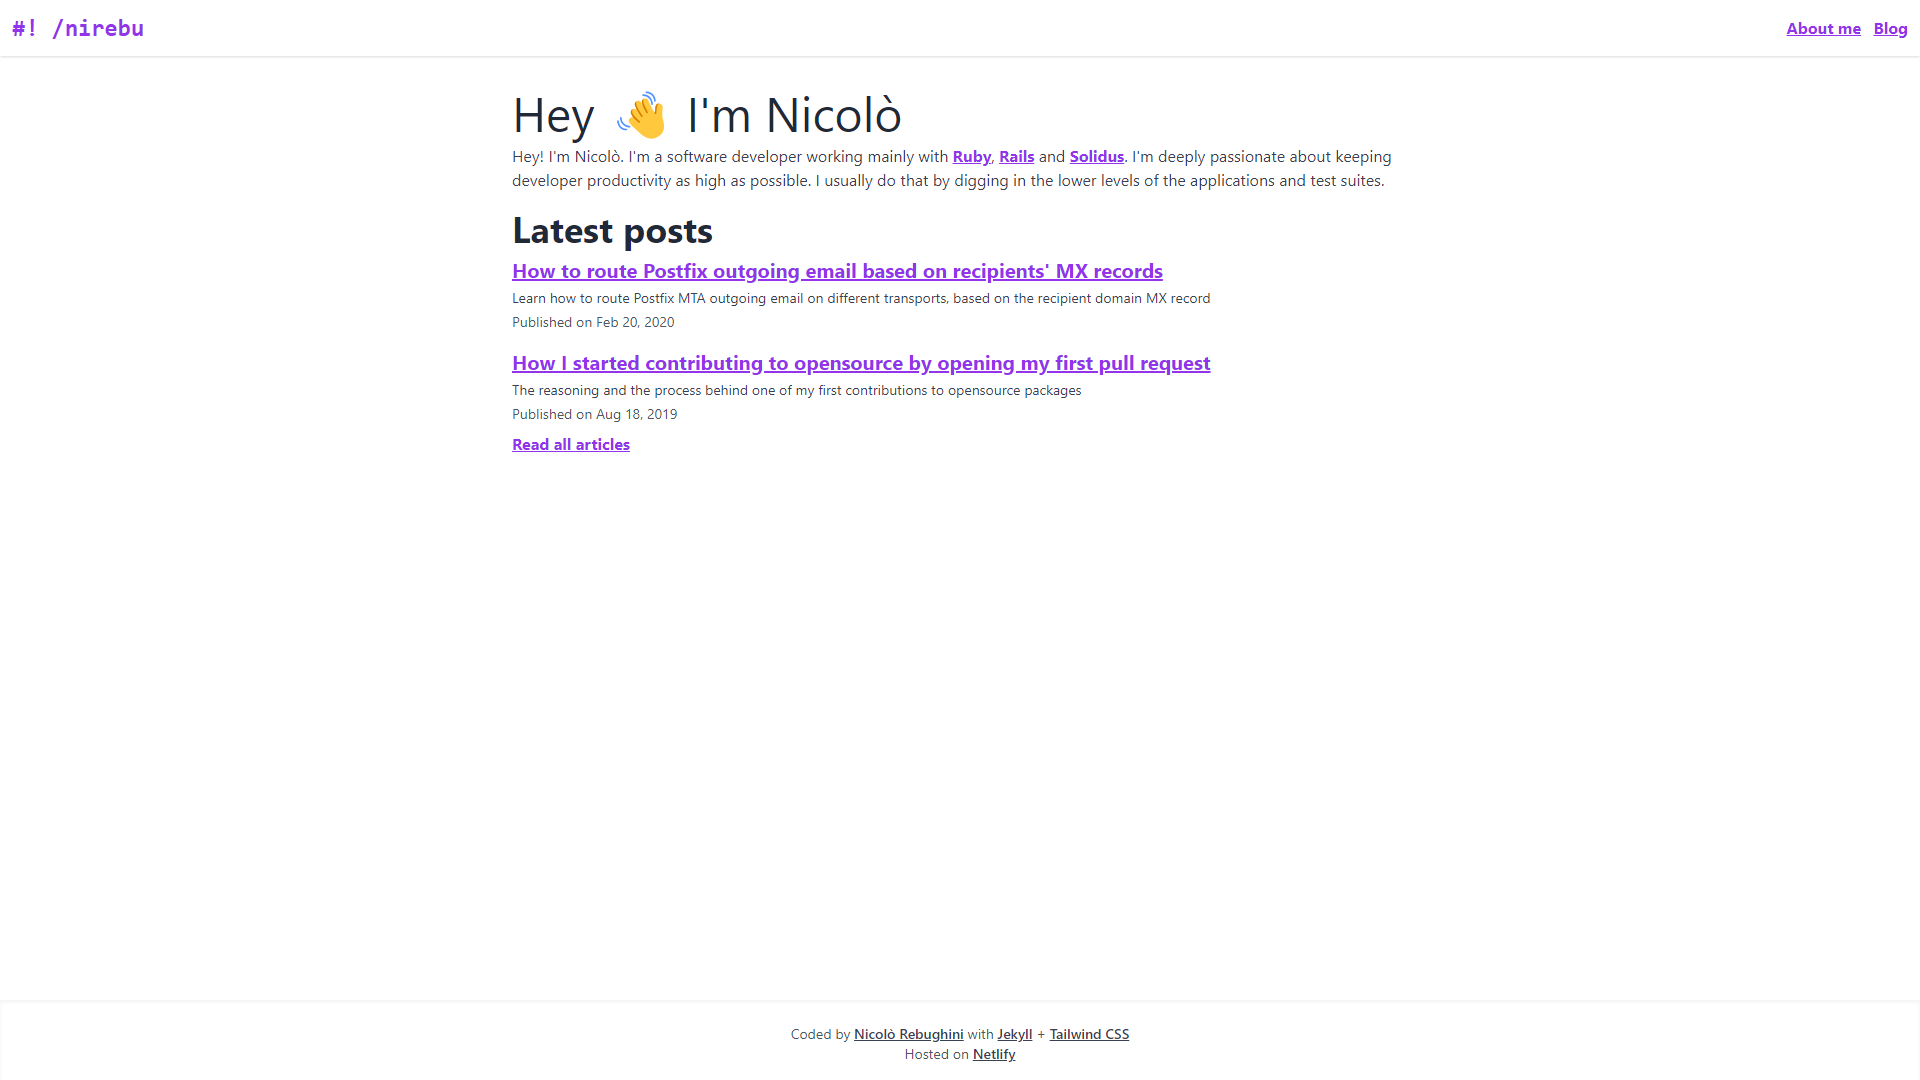 #! /nirebu
About me Blog
Hey 👋 I'm Nicolò
Hey! I'm Nicolò. I'm a software developer working mainly with Ruby, Rails and Solidus. I'm deeply passionate about keeping
developer productivity as high as possible. I usually do that by digging in the lower levels of the applications and test suites.
Latest posts
How to route Postfix outgoing email based on recipients' MX records
Learn how to route Postfix MTA outgoing email on different transports, based on the recipient domain MX record
Published on Feb 20, 2020
How I started contributing to opensource by opening my first pull request
The reasoning and the process behind one of my first contributions to opensource packages
Published on Aug 18, 2019
Read all articles
Coded by Nicolò Rebughini with Jekyll + Tailwind CSS
Hosted on Netlify